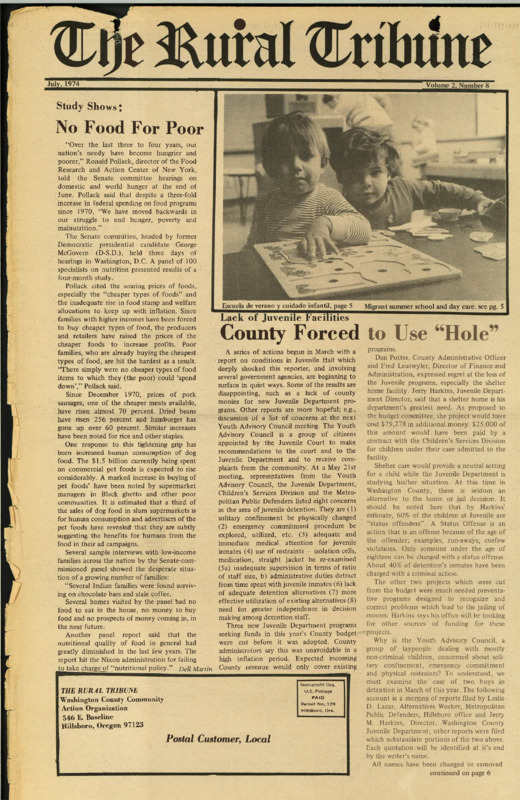 The Rural Tribune
July, 1974
Volume 2, Number 8
Study Shows:
No Food For Poor
"Over the last three to four years, our
nation's needy have become hungrier and
poorer," Ronald Pollack, director of the Food
Research and Action Center of New York,
told the Senate committee hearings on
domestic and world hunger at the end of
June. Pollack said that despite a three-fold
increase in federal spending on food programs
since 1970, "We have moved backwards in
our struggle to end hunger, poverty and
malnutrition."
The Senate committee, headed by former
Democratic presidential candidate George
McGovern (D-S.D.), held three days of
hearings in Washington, D.C. A panel of 100
specialists on nutrition presented results of a
four-month study.
Pollack cited the soaring prices of foods,
especially the "cheaper types of foods" and
the inadequate rise in food stamp and welfare
allocations to keep up with inflation. Since
families with higher incomes have been forced
to buy cheaper types of food, the producers
and retailers have raised the prices of the
cheaper foods to increase profits. Poor
families, who are already buying the cheapest
types of food, are hit the hardest as a result.
"There simply were no cheaper types of food
items to which they (the poor) could 'spend
down'," Pollack said.
Since December 1970, prices of pork
sausages, one of the cheaper meats available,
have risen almost 70 percent. Dried beans
have risen 256 percent and hamburger has
gone up over 60 percent. Similar increases
have been noted for rice and other staples.
One response to this tightening grip has
been increased human consumption of dog
food. The $1.5 billion currently being spent
on commercial pet foods is expected to rise
considerably. A marked increase in buying of
pet foods' been noted by supermarket
managers in Black ghetto and other poor
communities. It is estimated that a third of
the sales of dog food in slum supermarkets is
for human consumption and advertisers of the
pet foods have revealed that they are subtly
suggesting the benefits for humans from the
food in their ad campaigns.
Several sample interviews with low-income
families across the nation by the Senate-com-
missioned panel showed the desperate situa-
tion of a growing number of families:
"Several Indian families were found surviv-
ing on chocolate bars and stale coffee.
Several homes visited by the panel had no
food to eat in the house, no money to buy
food and no prospects of money coming in, in
the near future.
Another panel report said that the
nutritional quality of food in general had
greatly diminished in the last few years. The
report hit the Nixon administration for failing
to take charge of "nutritional policy." Dell Martin
Escuela de verano y cuidado infantil, page 5
Migrant summer school and day care, see pg. 5
Lack of Juvenile Facilities
County Forced to Use "Hole"
A series of actions begun in March with a
report on conditions in Juvenile Hall which
deeply shocked this reporter, and involving
several government agencies, are beginning to
surface in quiet ways. Some of the results are
disappointing, such as a lack of county
monies for new Juvenile Department pro-
grams. Other reports are more hopeful; e.g.,
discussion of a list of concerns at the next
Youth Advisory Council meeting. The Youth
Advisory Council is a group of citizens
appointed by the Juvenile Court to make
recommendations to the court and to the
Juvenile Department and to receive com-
plaints from the community. At a May 21st
meeting, representatives from the Youth
Advisory Council, the Juvenile Department,
Children's Services Division and the Metro-
politan Public Defenders listed eight concerns
in the area of juvenile detention. They are (1)
solitary confinement be physically changed
(2) emergency commitment procedure be
explored, utilized, etc. (3) adequate and
immediate medical attention for juvenile
inmates (4) use of restraints - isolation cells,
medication, straight jacket be re-examined
(5a) inadequate supervision in terms of ratio
of staff size, b) administrative duties detract
from time spent with juvenile inmates (6) lack
of adequate detention alternatives (7) more
effective utilization of existing alternatives (8)
need for greater independence in decision
making among detention staff.
Three new Juvenile Department programs
seeking funds in this year's County budget
were cut before it was adopted. County
administrators say this was unavoidable in a
high inflation period. Expected incoming
County revenue would only cover existing
programs.
Dan Potter, County Administrative Officer
and Fred Leutwyler, Director of Finance and
Administration, expressed regret at the loss of
the Juvenile programs, especially the shelter
home facility. Jerry Harkins, Juvenile Depart-
ment Director, said that a shelter home is his
department's greatest need. As proposed to
the budget committee, the project would have
cost $79,278 in additional money. $25,000 of
this amount would have been paid by a
contract with the Children's Services Division
for children under their care admitted to the
facility.
Shelter care would provide a neutral setting
for a child while the Juvenile Department is
studying his/her situation. At this time in
Washington County, there is seldom an
alternative to the home or jail decision. It
should be noted here that by Harkins'
estimate, 60% of the children at Juvenile are
"status offenders". A Status Offense is an
action that is an offense because of the age of
the offender; examples, run-aways, curfew
violations. Only someone under the age of
eighteen can be charged with a status offense.
About 40% of detention's inmates have been
charged with a criminal action.
The other two projects which were cut
from the budget were much needed preventa-
tive programs designed to recognize and
correct problems which lead to the jailing of
minors. Harkins says his office will be looking
for other sources of funding for these
projects.
Why is the Youth Advisory Council, a
group of laypeople dealing with mostly
non-criminal children, concerned about soli-
tary confinement, emergency commitment
and physical restraints? To understand, we
must examine the case of two boys in
detention in March of this year. The following
account is a merging of reports filed by Leslie
D. Lazar, Alternatives Worker, Metropolitan
Public Defenders, Hillsboro office and Jerry
M. Harkins, Director, Washington County
Juvenile Department; other reports were filed
which substantiate portions of the two above.
Each quotation will be identified at it's end
by the writer's name.
All names have been changed or removed
continued on page 6
THE RURAL TRIBUNE
Washington County Community
Action Organization
546 E. Baseline
Hillsboro, Oregon 97123
Non-profit Org.
U.S. Postage
PAID
Permit No. 129
Hillsboro, Ore.
Postal Customer, Local